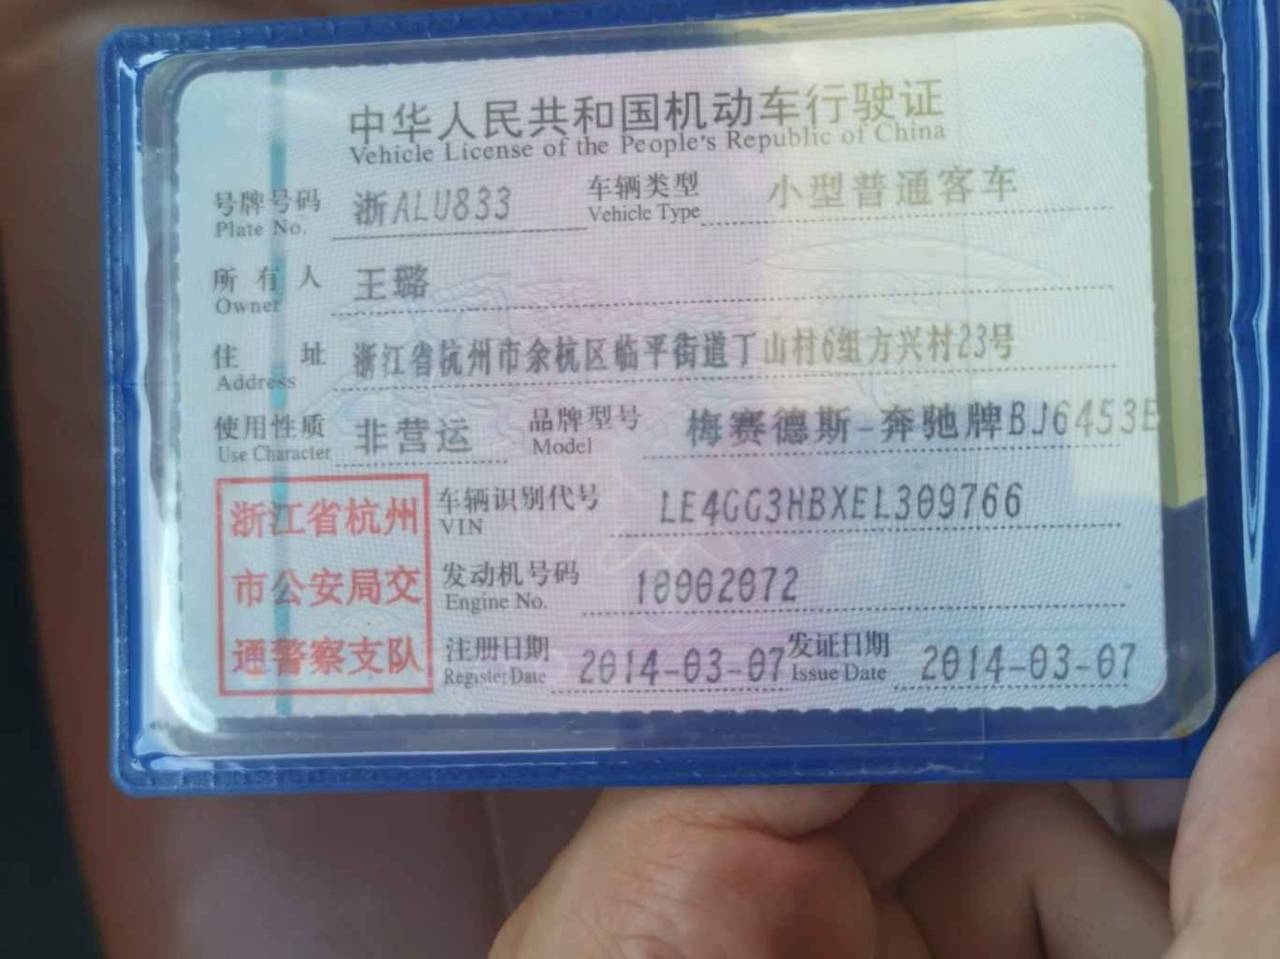 中华人民共和国机动车行驶证
Vehicle License of the People's Republic of China
号牌号码 浙ALU833 车辆类型 小型普通客车
Plate No. Vehicle Type
所有人 王璐
Owner
住址 浙江省杭州市余杭区临平街道丁山村6组方兴村23号
Address
使用性质 非营运 品牌型号 梅赛德斯-奔驰牌BJ6453E
Use Character Model
浙江省杭州 车辆识别代号 LE4GG3HBXEL309766
VIN
市公安局交 发动机号码 10002072
Engine No.
通警察支队 注册日期 2014-03-07 发证日期 2014-03-07
Register Date Issue Date